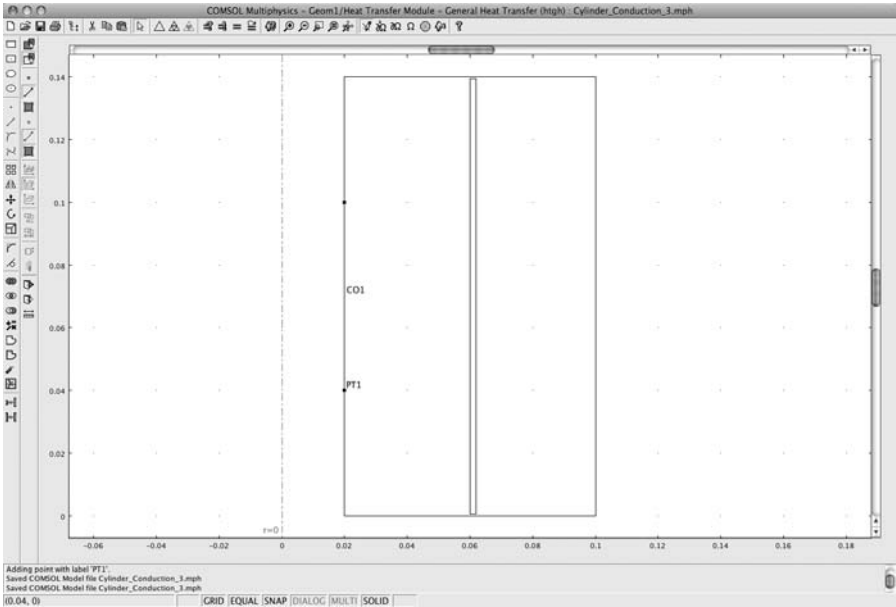 COMSOL Multiphysics – Geom1/Heat Transfer Module – General Heat Transfer (htgh) : Cylinder_Conduction_3.mph
0.14
0.12
0.1
0.08
CO1
0.06
PT1
0.04
0.02
0
r=0
-0.06 -0.04 -0.02 0 0.02 0.04 0.06 0.08 0.1 0.12 0.14 0.16 0.18
Adding point with label 'PT1'.
Saved COMSOL Model file Cylinder_Conduction_3.mph
Saved COMSOL Model file Cylinder_Conduction_3.mph
(0.04, 0) GRID EQUAL SNAP DIALOG MULTI SOLID